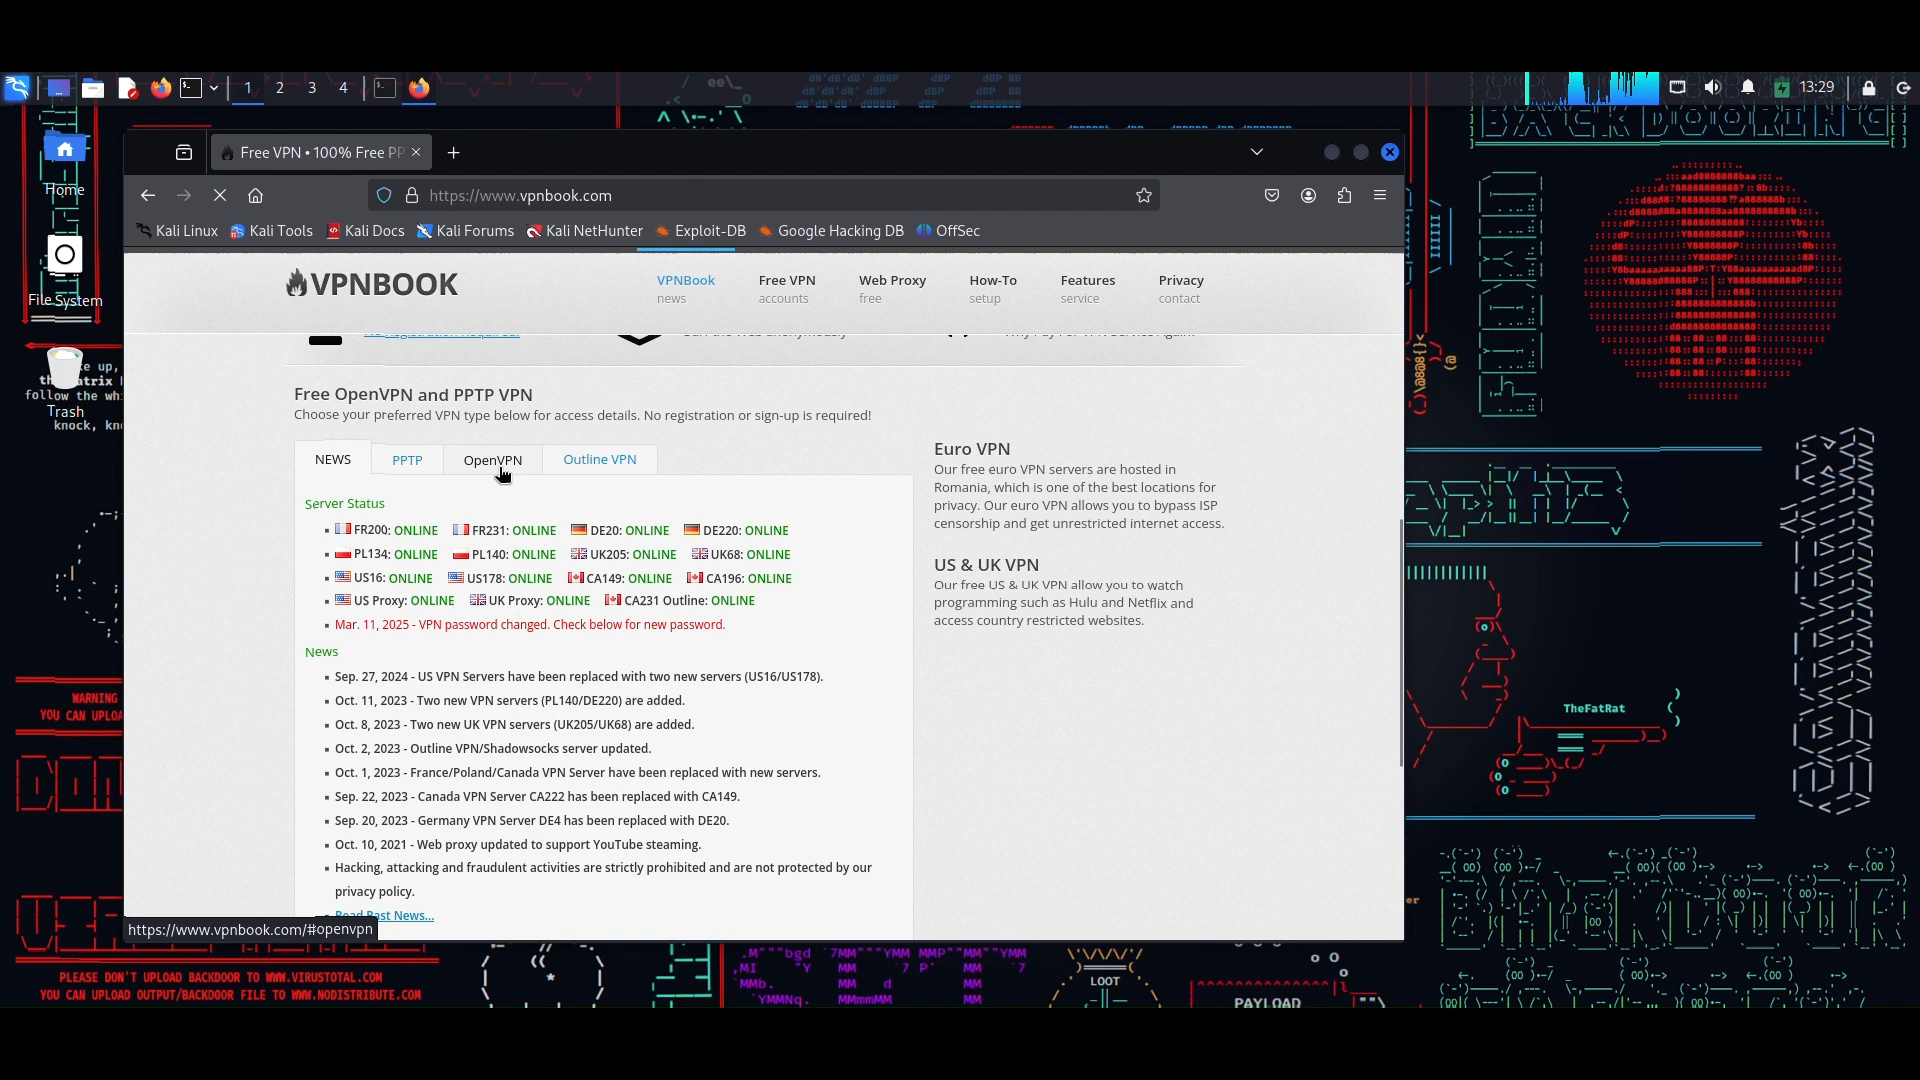 1 2 3 4
13:29
Free VPN • 100% Free PP
https://www.vpnbook.com
Kali Linux Kali Tools Kali Docs Kali Forums Kali NetHunter Exploit-DB Google Hacking DB OffSec
Home
File System
Trash
follow the
knock,
VPNBOOK
VPNBook Free VPN Web Proxy How-To Features Privacy
news accounts free setup service contact
Free OpenVPN and PPTP VPN
Choose your preferred VPN type below for access details. No registration or sign-up is required!
NEWS PPTP OpenVPN Outline VPN
Server Status
FR200: ONLINE FR231: ONLINE DE20: ONLINE DE220: ONLINE
PL134: ONLINE PL140: ONLINE UK205: ONLINE UK68: ONLINE
US16: ONLINE US178: ONLINE CA149: ONLINE CA196: ONLINE
US Proxy: ONLINE UK Proxy: ONLINE CA231 Outline: ONLINE
Mar. 11, 2025 - VPN password changed. Check below for new password.
News
Sep. 27, 2024 - US VPN Servers have been replaced with two new servers (US16/US178).
Oct. 11, 2023 - Two new VPN servers (PL140/DE220) are added.
Oct. 8, 2023 - Two new UK VPN servers (UK205/UK68) are added.
Oct. 2, 2023 - Outline VPN/Shadowsocks server updated.
Oct. 1, 2023 - France/Poland/Canada VPN Server have been replaced with new servers.
Sep. 22, 2023 - Canada VPN Server CA222 has been replaced with CA149.
Sep. 20, 2023 - Germany VPN Server DE4 has been replaced with DE20.
Oct. 10, 2021 - Web proxy updated to support YouTube steaming.
Hacking, attacking and fraudulent activities are strictly prohibited and are not protected by our
privacy policy.
Read Past News...
Euro VPN
Our free euro VPN servers are hosted in
Romania, which is one of the best locations for
privacy. Our euro VPN allows you to bypass ISP
censorship and get unrestricted internet access.
US & UK VPN
Our free US & UK VPN allow you to watch
programming such as Hulu and Netflix and
access country restricted websites.
https://www.vpnbook.com/#openvpn
WARNING
YOU CAN
TheFatRat
PLEASE DON'T UPLOAD BACKDOOR TO WWW.VIRUSTOTAL.COM
YOU CAN UPLOAD OUTPUT/BACKDOOR FILE TO WWW.NODISTRIBUTE.COM
LOOT
PAYLOAD